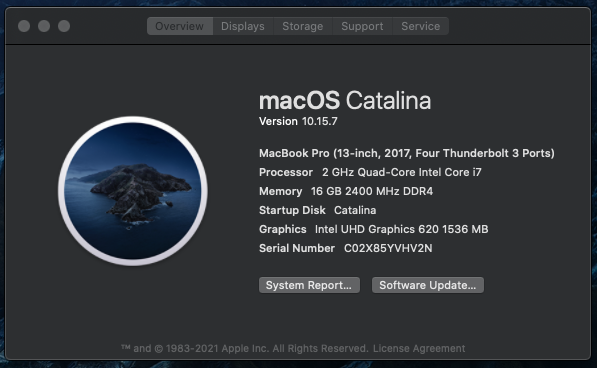 Overview Displays Storage Support Service
macOS Catalina
Version 10.15.7
MacBook Pro (13-inch, 2017, Four Thunderbolt 3 Ports)
Processor 2 GHz Quad-Core Intel Core i7
Memory 16 GB 2400 MHz DDR4
Startup Disk Catalina
Graphics Intel UHD Graphics 620 1536 MB
Serial Number C02X85YVHV2N
System Report... Software Update...
™ and © 1983-2021 Apple Inc. All Rights Reserved. License Agreement